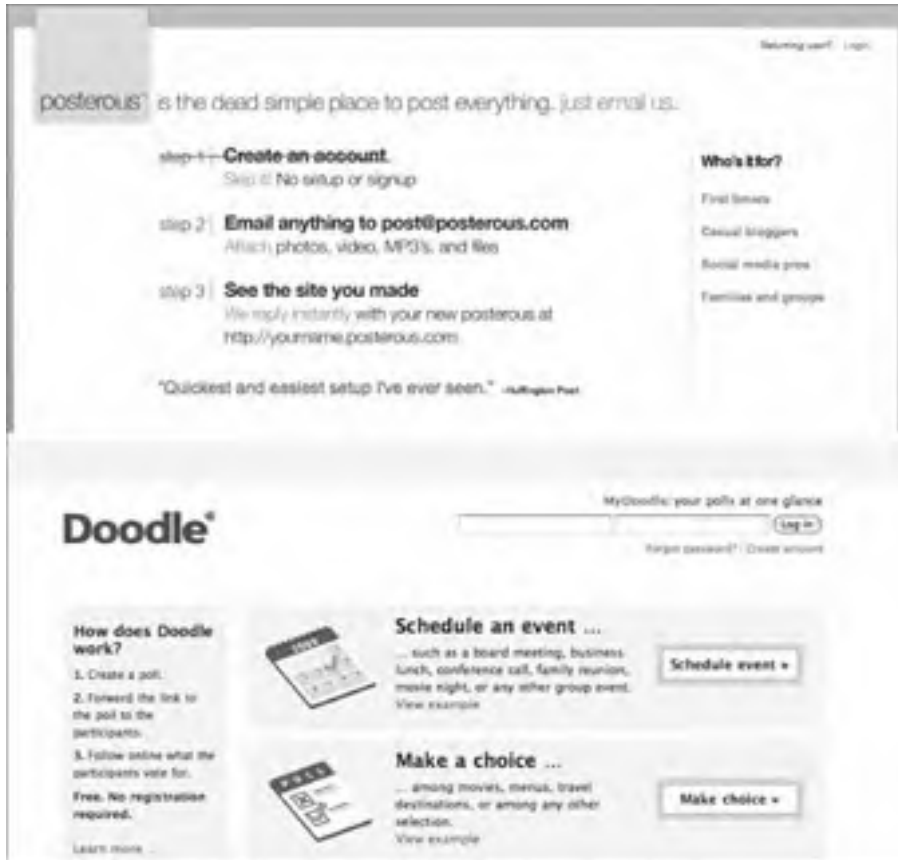 Returning user? Login
posterous is the dead simple place to post everything. just email us.
step 1 Create an account.
Skip it! No setup or signup
step 2 Email anything to post@posterous.com
Attach photos, video, MP3's, and files
step 3 See the site you made
We reply instantly with your new posterous at
http://yourname.posterous.com
"Quickest and easiest setup I've ever seen." -Huffington Post
Who's it for?
First timers
Casual bloggers
Social media pros
Families and groups
Doodle®
MyDoodle: your polls at one glance
Log in
Forgot password? | Create account
How does Doodle
work?
1. Create a poll.
2. Forward the link to
the poll to the
participants.
3. Follow online what the
participants vote for.
Free. No registration
required.
Learn more ...
Schedule an event ...
... such as a board meeting, business
lunch, conference call, family reunion,
movie night, or any other group event.
View example
Schedule event »
POLL
Make a choice ...
... among movies, menus, travel
destinations, or among any other
selection.
View example
Make choice »